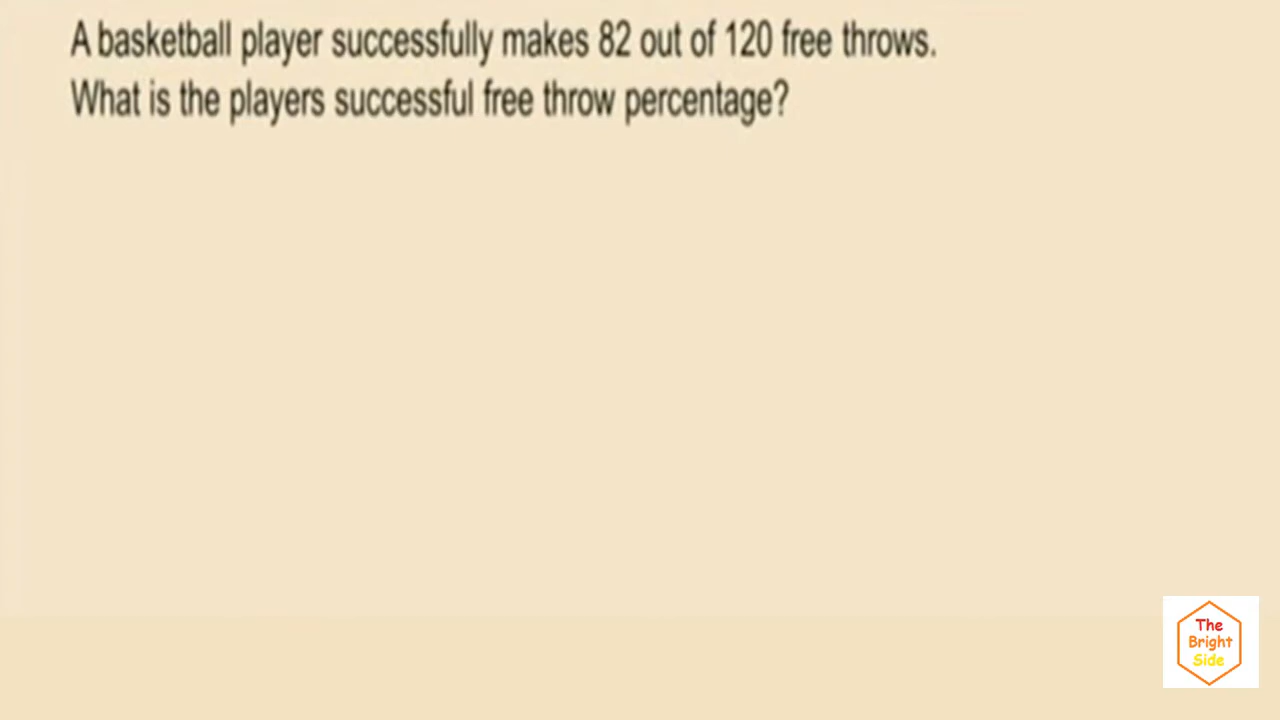 A basketball player successfully makes 82 out of 120 free throws.
What is the players successful free throw percentage?
The
Bright
Side